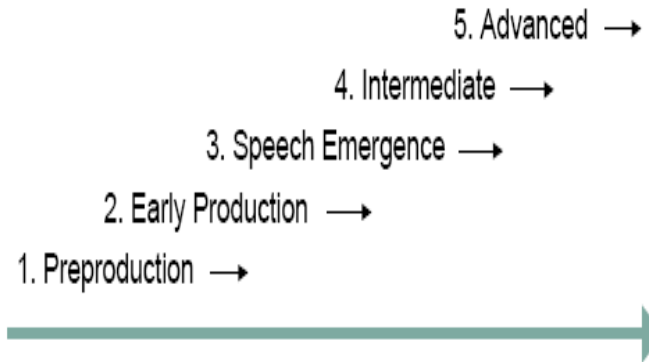 5. Advanced →
4. Intermediate →
3. Speech Emergence →
2. Early Production →
1. Preproduction →